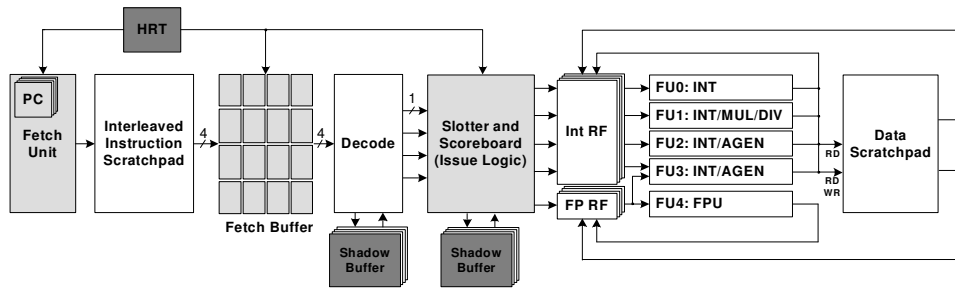 HRT
PC
Fetch
Unit
Interleaved
Instruction
Scratchpad
4
Fetch Buffer
4
Decode
1
Shadow
Buffer
Slotter and
Scoreboard
(Issue Logic)
Shadow
Buffer
Int RF
FP RF
FU0: INT
FU1: INT/MUL/DIV
FU2: INT/AGEN
FU3: INT/AGEN
FU4: FPU
RD
RD
WR
Data
Scratchpad